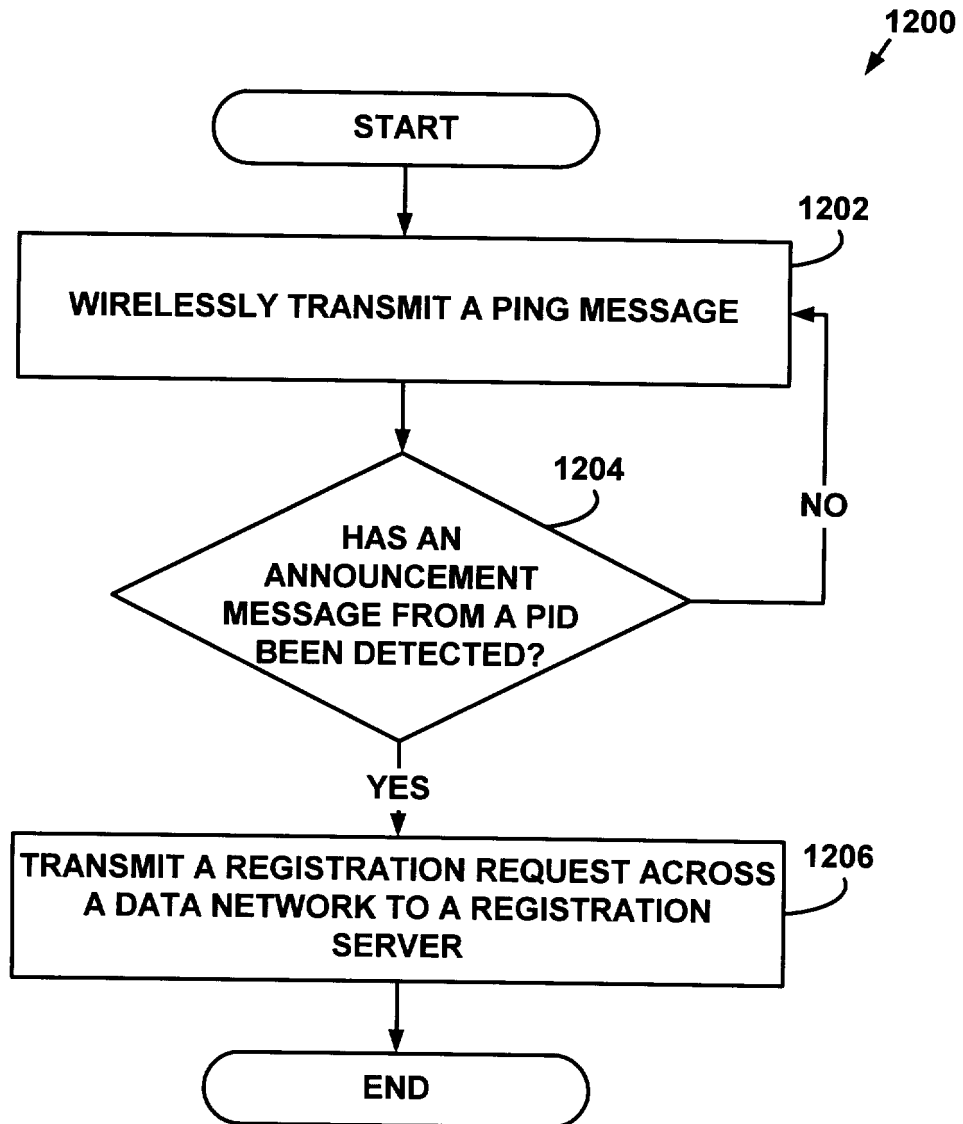 1200
START
1202
WIRELESSLY TRANSMIT A PING MESSAGE
1204
HAS AN
ANNOUNCEMENT
MESSAGE FROM A PID
BEEN DETECTED?
NO
YES
1206
TRANSMIT A REGISTRATION REQUEST ACROSS
A DATA NETWORK TO A REGISTRATION
SERVER
END